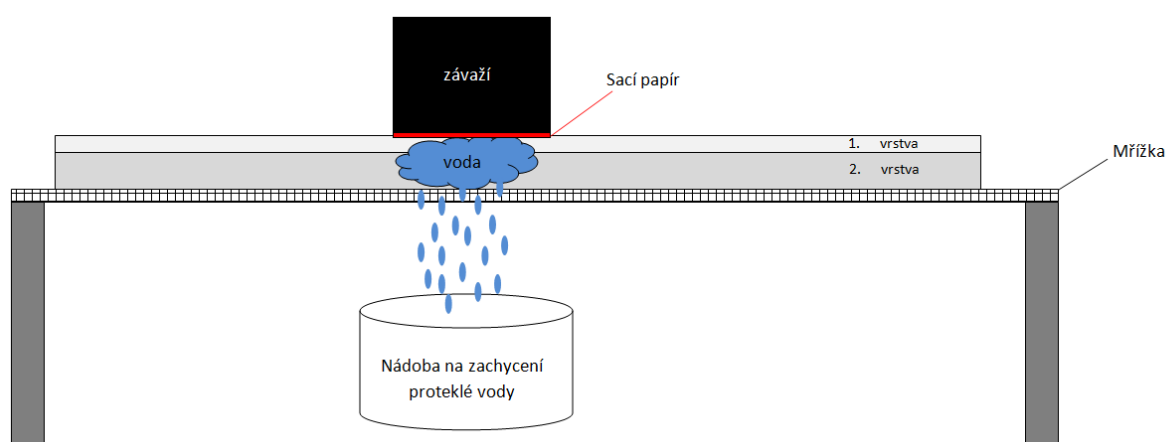 závaží
Sací papír
1. vrstva
voda
2. vrstva
Mřížka
Nádoba na zachycení
proteklé vody